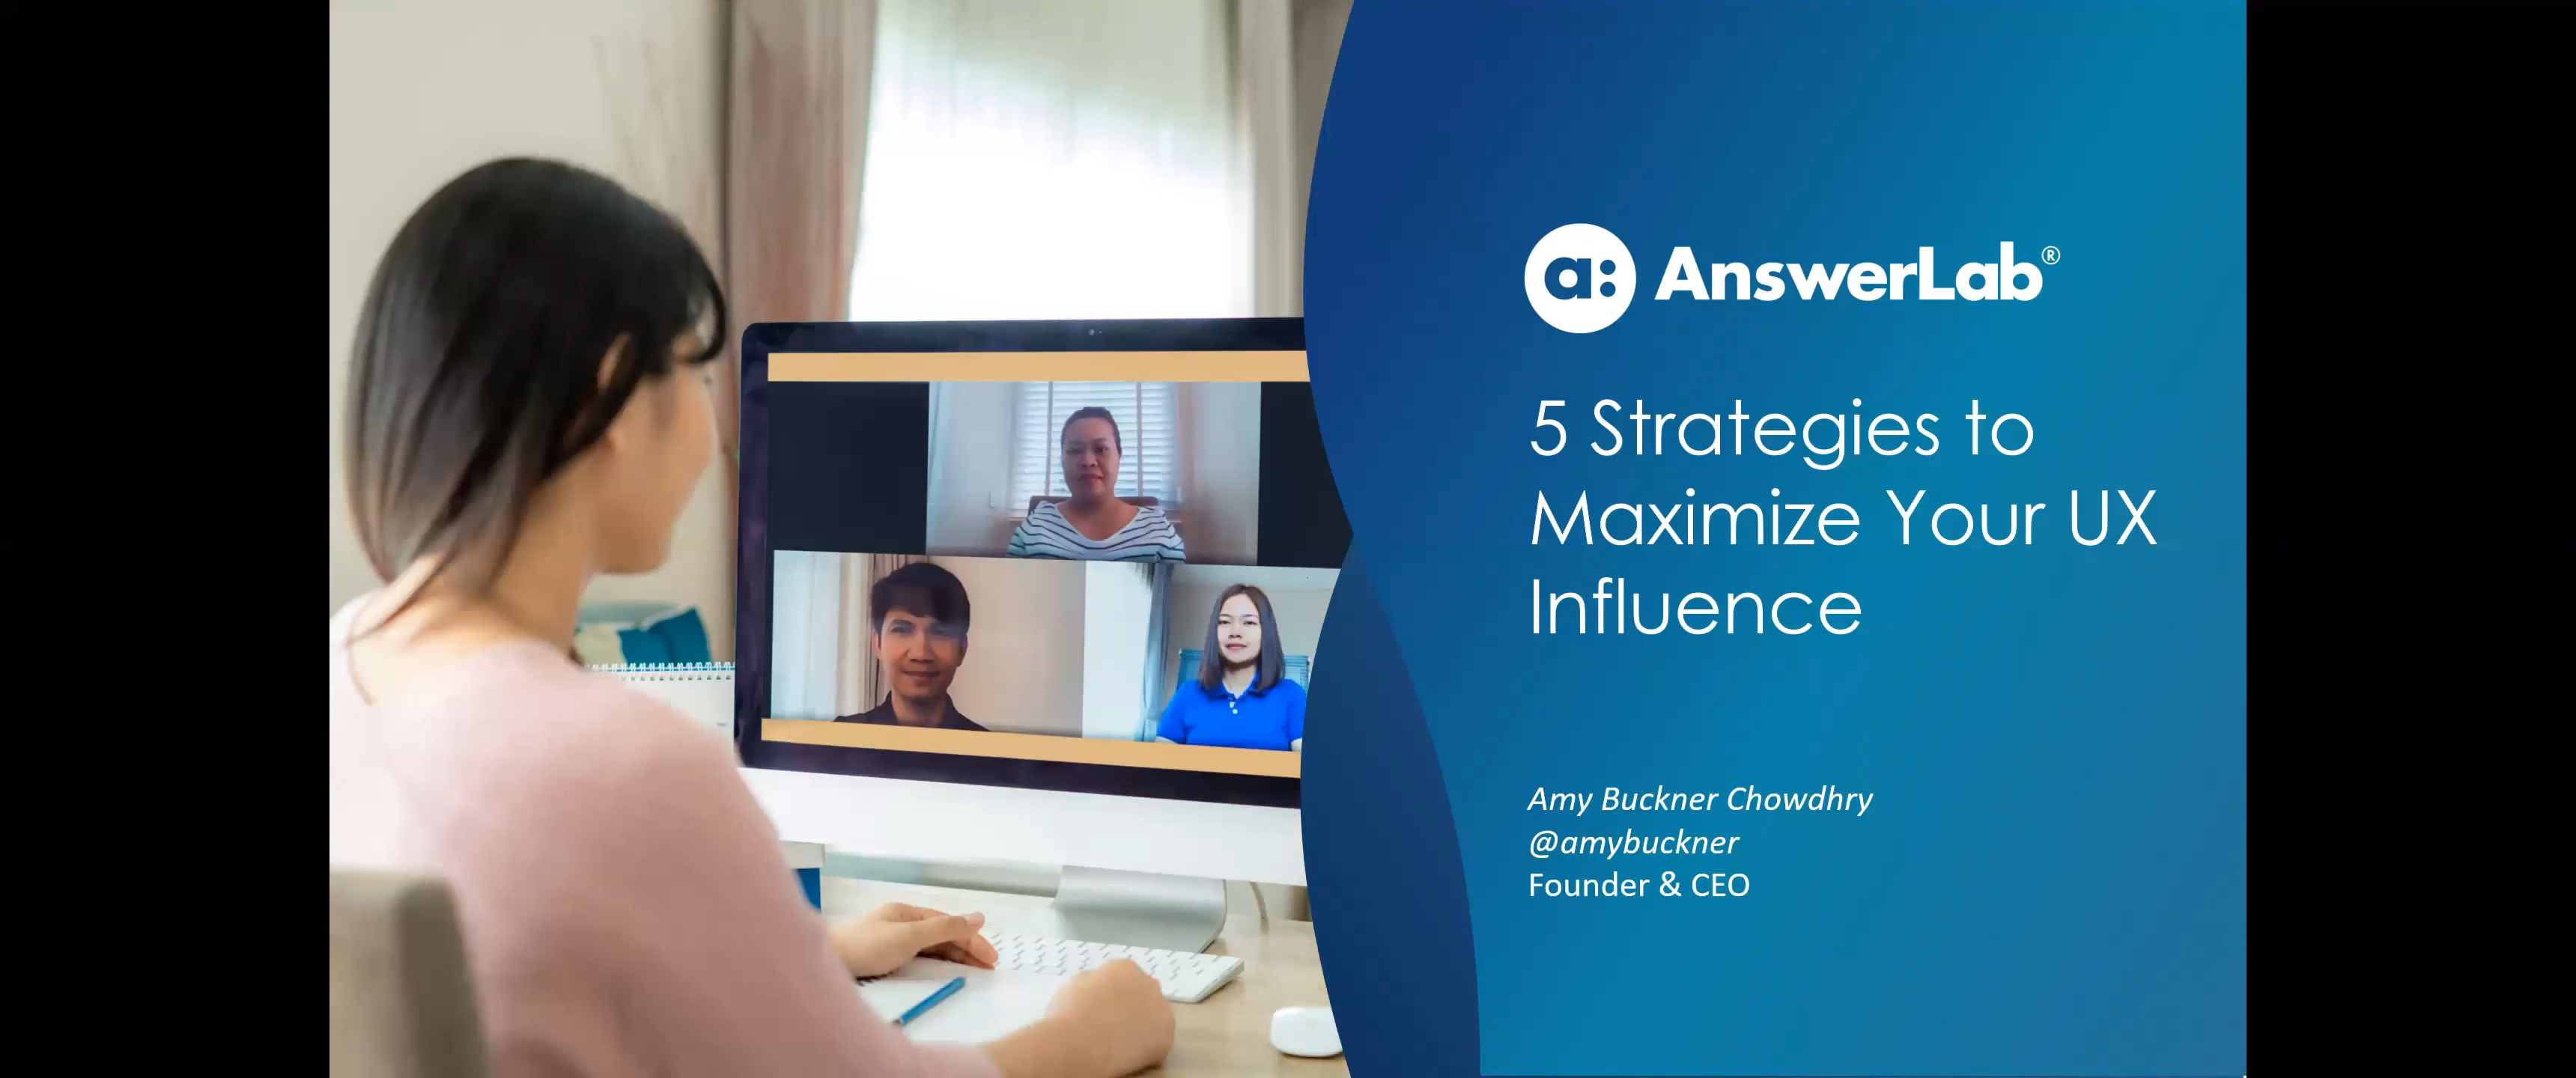 a: AnswerLab®
5 Strategies to
Maximize Your UX
Influence
Amy Buckner Chowdhry
@amybuckner
Founder & CEO